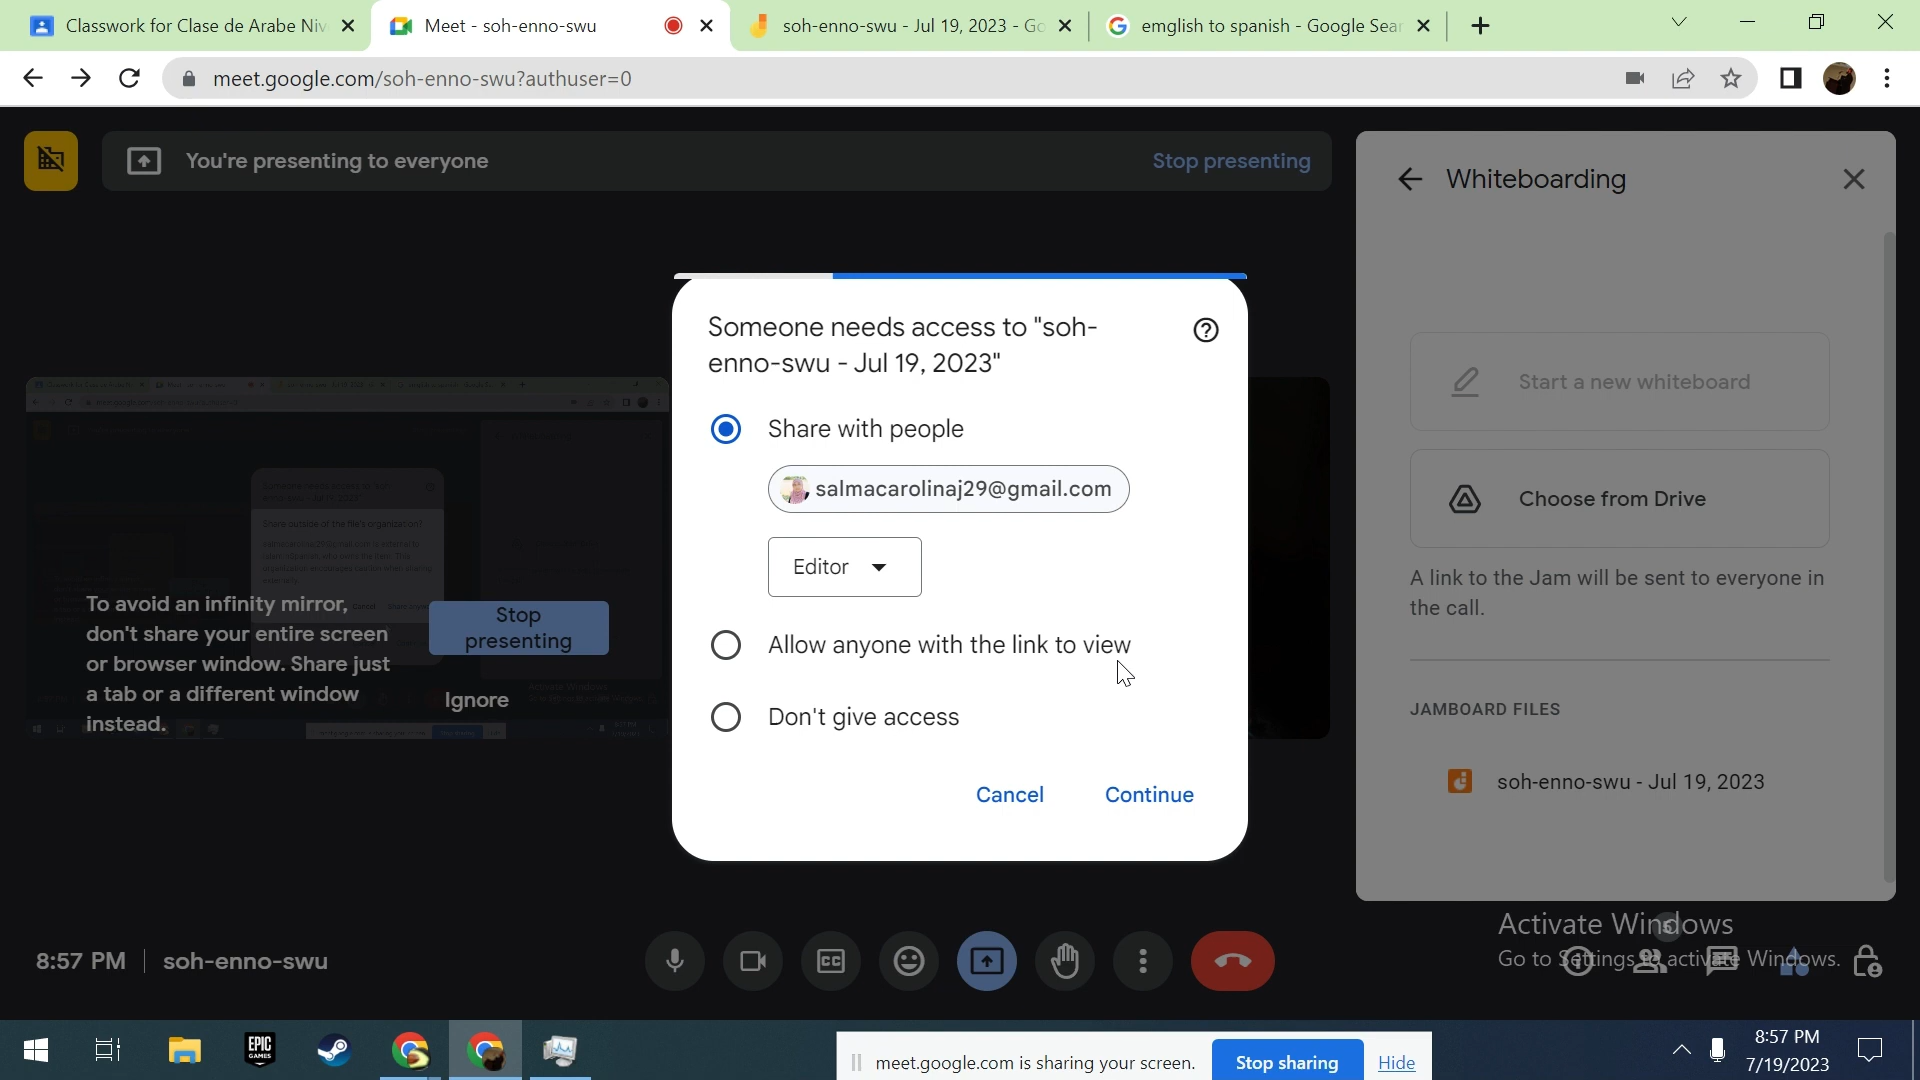 Classwork for Clase de Arabe Niv
Meet - soh-enno-swu
soh-enno-swu - Jul 19, 2023 - Go
emglish to spanish - Google Sear
meet.google.com/soh-enno-swu?authuser=0
You're presenting to everyone
Stop presenting
Whiteboarding
Someone needs access to "soh-
enno-swu - Jul 19, 2023"
Share with people
salmacarolinaj29@gmail.com
Editor
Allow anyone with the link to view
Don't give access
Cancel
Continue
To avoid an infinity mirror,
don't share your entire screen
or browser window. Share just
a tab or a different window
instead.
Stop
presenting
Ignore
Start a new whiteboard
Choose from Drive
A link to the Jam will be sent to everyone in
the call.
JAMBOARD FILES
soh-enno-swu - Jul 19, 2023
Activate Windows
Go to Settings to activate Windows.
5
8:57 PM
soh-enno-swu
CC
EPIC
GAMES
meet.google.com is sharing your screen.
Stop sharing
Hide
8:57 PM
7/19/2023